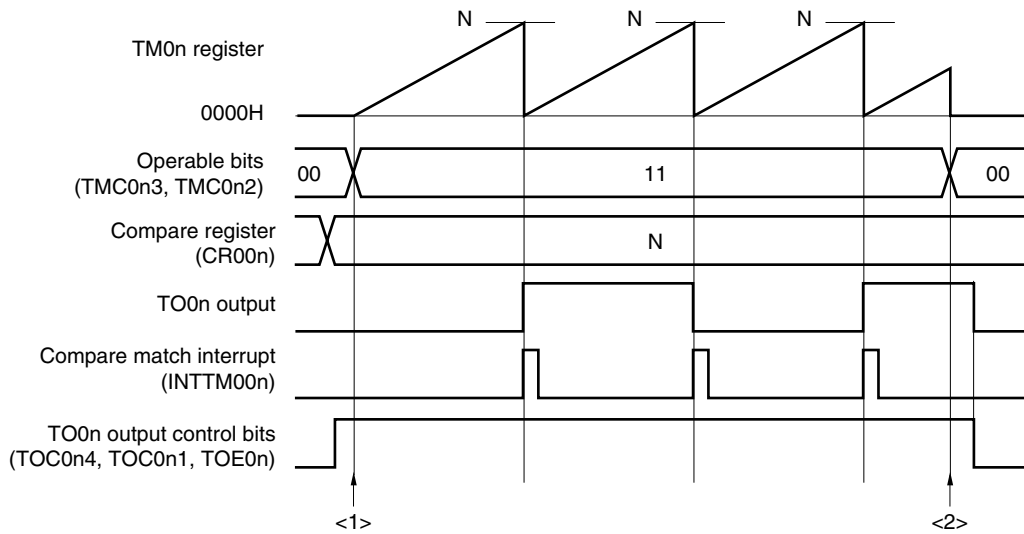 N N N
TM0n register
0000H
Operable bits
(TMC0n3, TMC0n2)
00 11 00
Compare register
(CR00n)
N
TO0n output
Compare match interrupt
(INTTM00n)
TO0n output control bits
(TOC0n4, TOC0n1, TOE0n)
<1> <2>